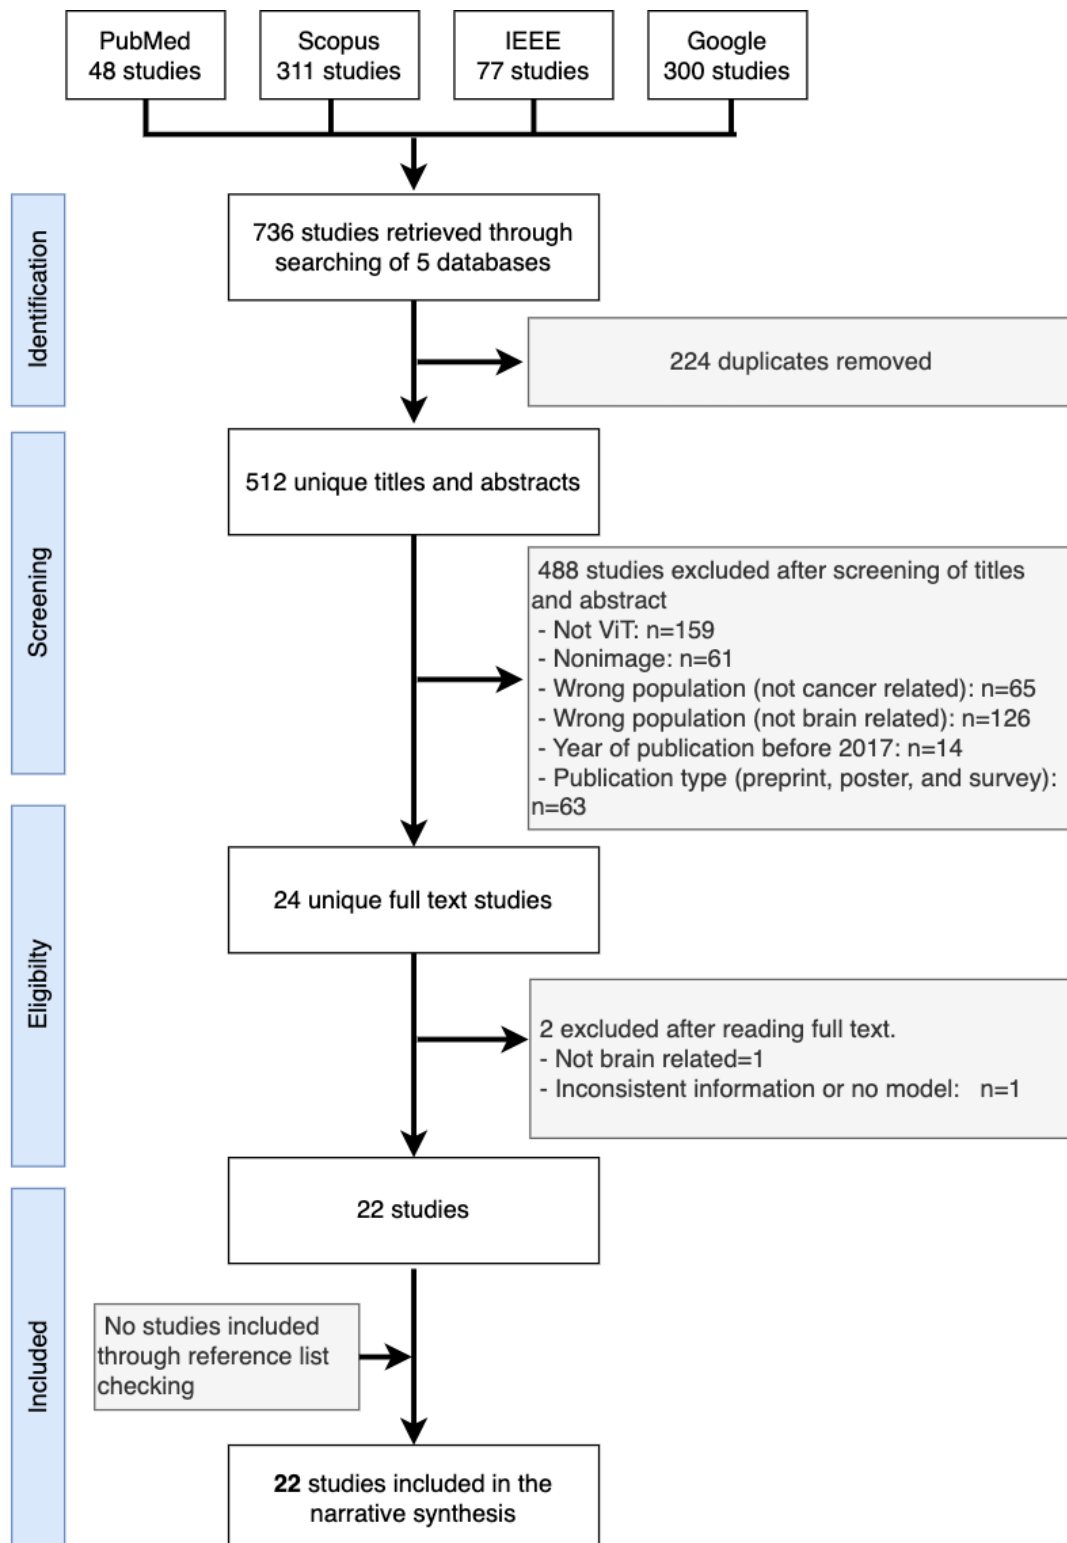 PubMed
48 studies
Scopus
311 studies
IEEE
77 studies
Google
300 studies
Identification
736 studies retrieved through
searching of 5 databases
224 duplicates removed
Screening
512 unique titles and abstracts
488 studies excluded after screening of titles
and abstract
- Not ViT: n=159
- Nonimage: n=61
- Wrong population (not cancer related): n=65
- Wrong population (not brain related): n=126
- Year of publication before 2017: n=14
- Publication type (preprint, poster, and survey):
n=63
Eligibilty
24 unique full text studies
2 excluded after reading full text.
- Not brain related=1
- Inconsistent information or no model: n=1
22 studies
Included
No studies included
through reference list
checking
22 studies included in the
narrative synthesis